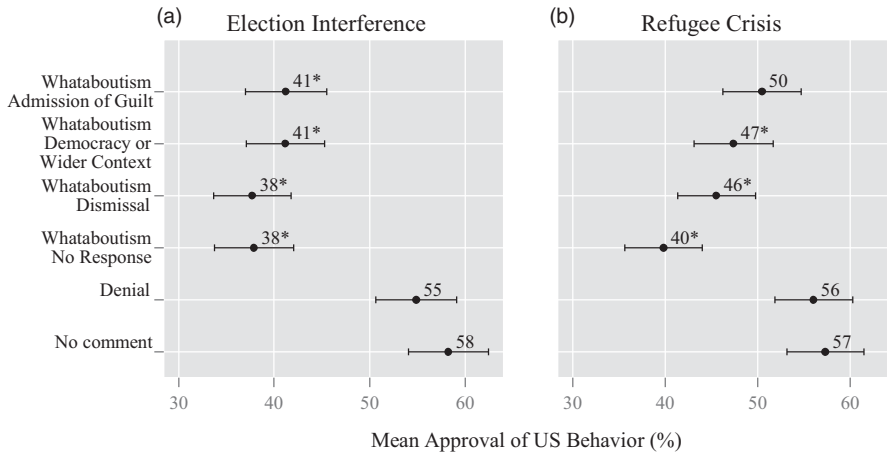 (a) Election Interference
(b) Refugee Crisis
Whataboutism
Admission of Guilt
41*
50
Whataboutism
Democracy or
Wider Context
41*
47*
Whataboutism
Dismissal
38*
46*
Whataboutism
No Response
38*
40*
Denial
55
56
No comment
58
57
30 40 50 60
30 40 50 60
Mean Approval of US Behavior (%)